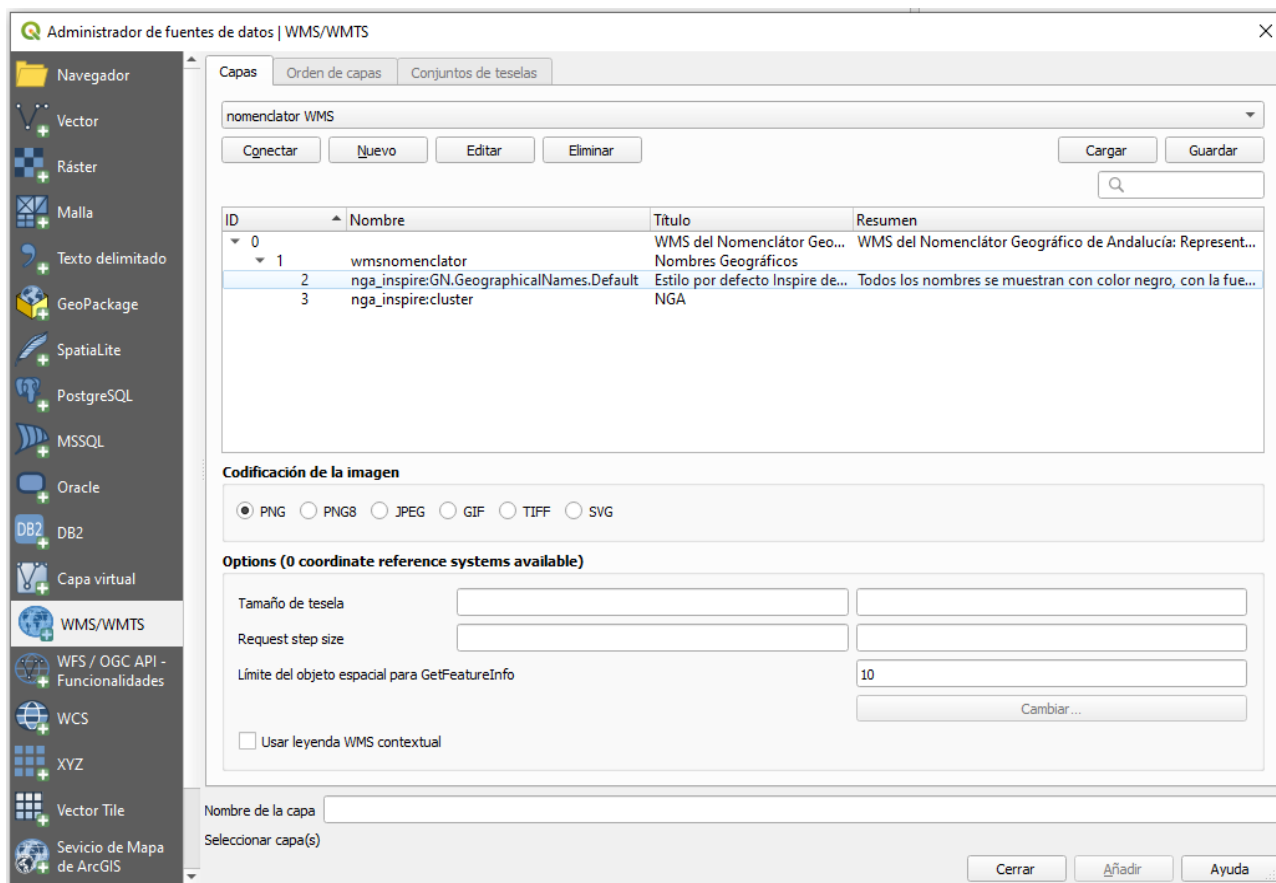 Administrador de fuentes de datos | WMS/WMTS
Navegador
Vector
Ráster
Malla
Texto delimitado
GeoPackage
SpatiaLite
PostgreSQL
MSSQL
Oracle
DB2
DB2
Capa virtual
WMS/WMTS
WFS / OGC API -
Funcionalidades
WCS
XYZ
Vector Tile
Sevicio de Mapa
de ArcGIS
Capas Orden de capas Conjuntos de teselas
nomenclator WMS
Conectar Nuevo Editar Eliminar Cargar Guardar
ID Nombre Título Resumen
0 WMS del Nomenclátor Geo... WMS del Nomenclátor Geográfico de Andalucía: Represent...
1 wmsnomenclator Nombres Geográficos
2 nga_inspire:GN.GeographicalNames.Default Estilo por defecto Inspire de... Todos los nombres se muestran con color negro, con la fue...
3 nga_inspire:cluster NGA
Codificación de la imagen
PNG PNG8 JPEG GIF TIFF SVG
Options (0 coordinate reference systems available)
Tamaño de tesela
Request step size
Límite del objeto espacial para GetFeatureInfo 10
Cambiar...
Usar leyenda WMS contextual
Nombre de la capa
Seleccionar capa(s)
Cerrar Añadir Ayuda